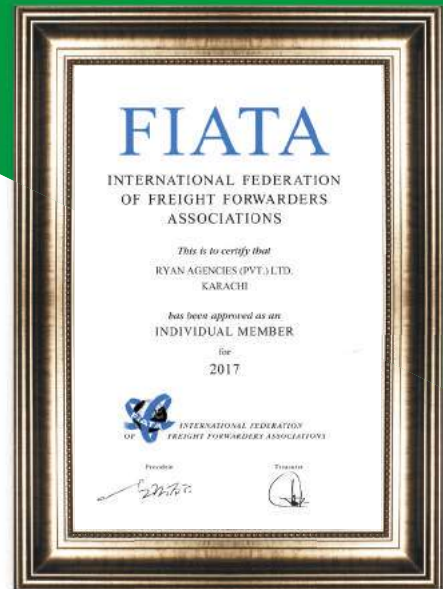 FIATA
INTERNATIONAL FEDERATION
OF FREIGHT FORWARDERS
ASSOCIATIONS
This is to certify that
RYAN AGENCIES (PVT.) LTD.
KARACHI
has been approved as an
INDIVIDUAL MEMBER
for
2017
FIATA
INTERNATIONAL FEDERATION
OF FREIGHT FORWARDERS ASSOCIATIONS
President Treasurer